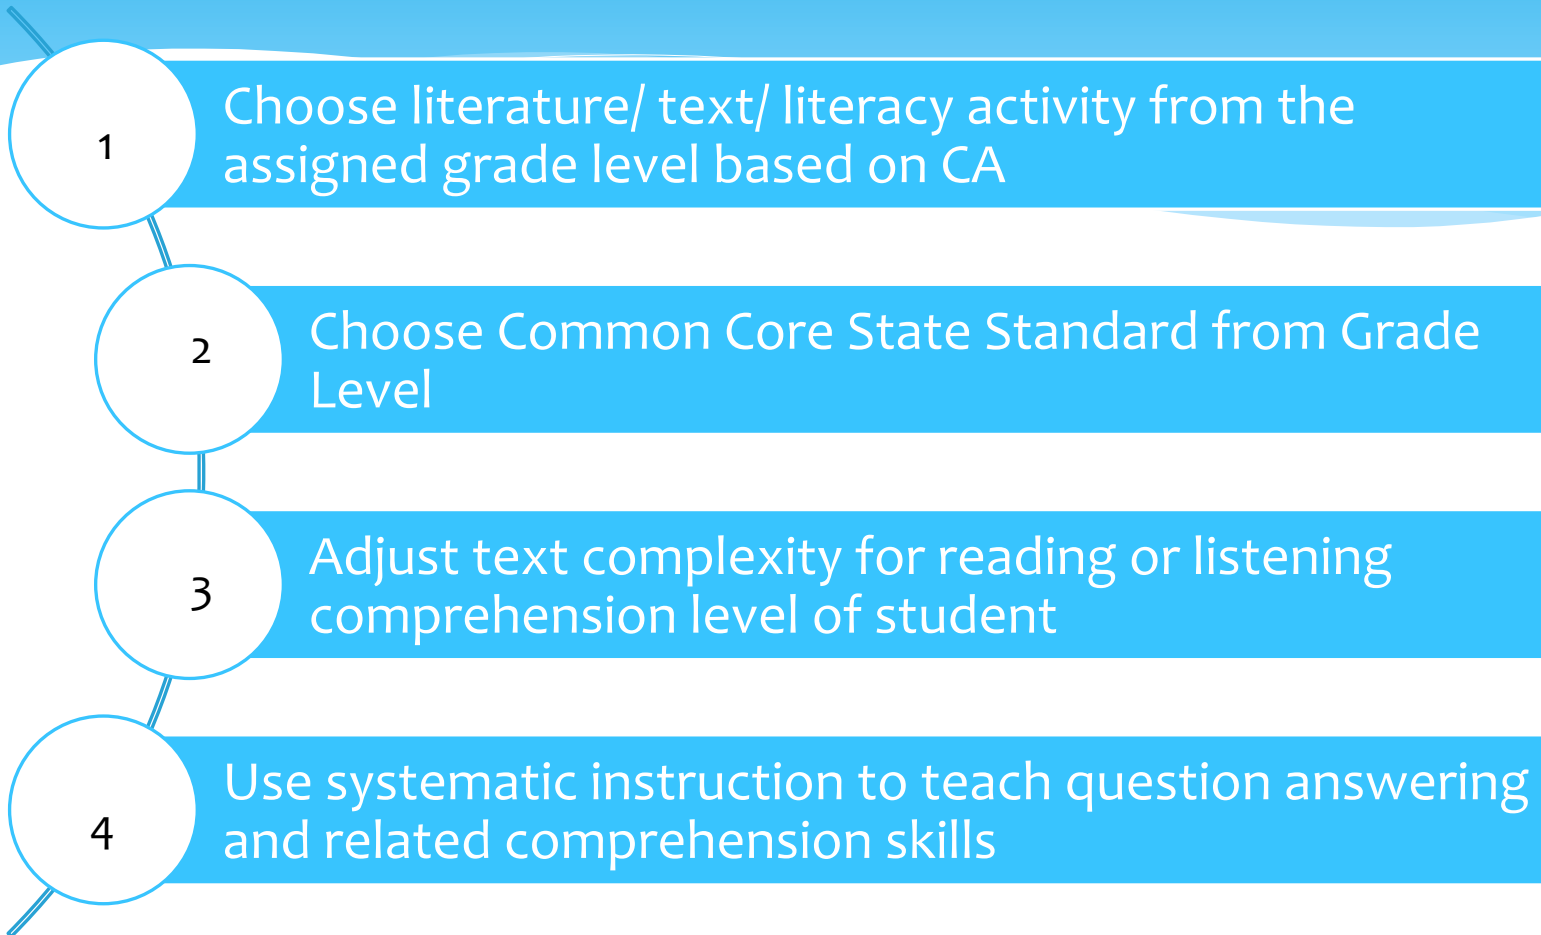 1
Choose literature/ text/ literacy activity from the
assigned grade level based on CA
2
Choose Common Core State Standard from Grade
Level
3
Adjust text complexity for reading or listening
comprehension level of student
4
Use systematic instruction to teach question answering
and related comprehension skills